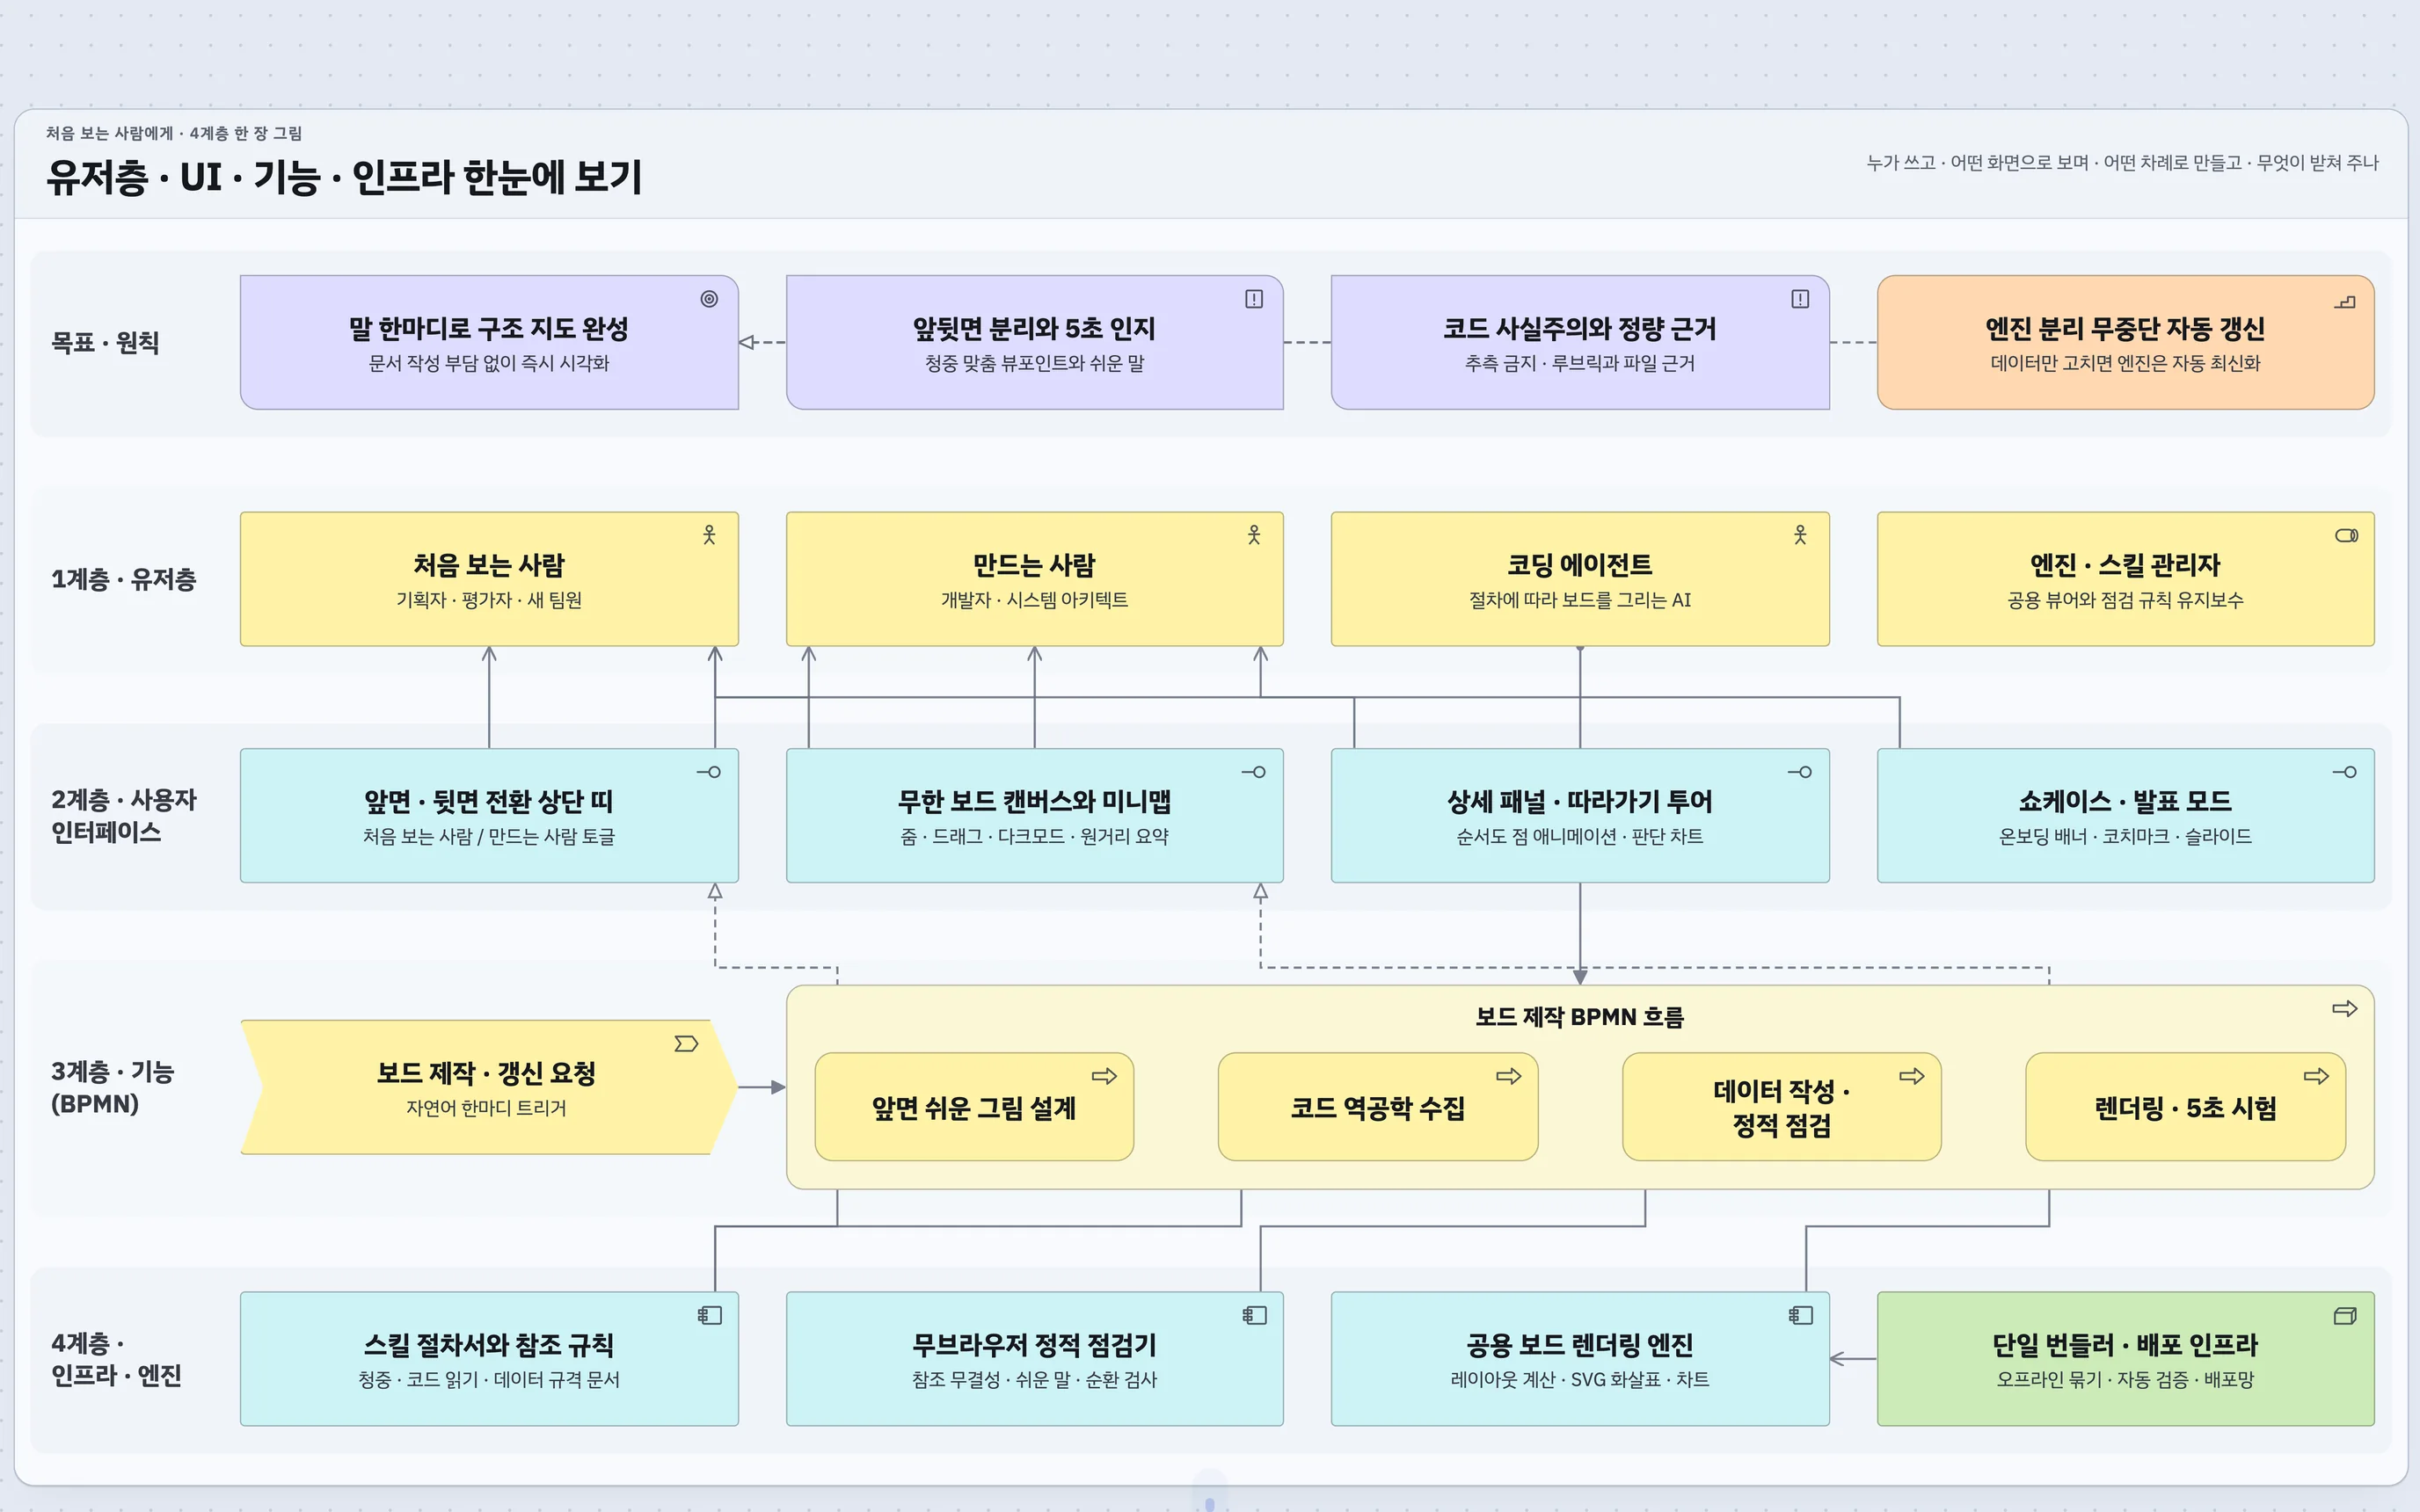 처음 보는 사람에게 · 4계층 한 장 그림
유저층 · UI · 기능 · 인프라 한눈에 보기
누가 쓰고 · 어떤 화면으로 보며 · 어떤 차례로 만들고 · 무엇이 받쳐 주나
목표 · 원칙
말 한마디로 구조 지도 완성
문서 작성 부담 없이 즉시 시각화
앞뒷면 분리와 5초 인지
청중 맞춤 뷰포인트와 쉬운 말
코드 사실주의와 정량 근거
추측 금지 · 루브릭과 파일 근거
엔진 분리 무중단 자동 갱신
데이터만 고치면 엔진은 자동 최신화
1계층 · 유저층
처음 보는 사람
기획자 · 평가자 · 새 팀원
만드는 사람
개발자 · 시스템 아키텍트
코딩 에이전트
절차에 따라 보드를 그리는 AI
엔진 · 스킬 관리자
공용 뷰어와 점검 규칙 유지보수
2계층 · 사용자
인터페이스
앞면 · 뒷면 전환 상단 띠
처음 보는 사람 / 만드는 사람 토글
무한 보드 캔버스와 미니맵
줌 · 드래그 · 다크모드 · 원거리 요약
상세 패널 · 따라가기 투어
순서도 점 애니메이션 · 판단 차트
쇼케이스 · 발표 모드
온보딩 배너 · 코치마크 · 슬라이드
3계층 · 기능
(BPMN)
보드 제작 · 갱신 요청
자연어 한마디 트리거
보드 제작 BPMN 흐름
앞면 쉬운 그림 설계
코드 역공학 수집
데이터 작성 ·
정적 점검
렌더링 · 5초 시험
4계층 ·
인프라 · 엔진
스킬 절차서와 참조 규칙
청중 · 코드 읽기 · 데이터 규격 문서
무브라우저 정적 점검기
참조 무결성 · 쉬운 말 · 순환 검사
공용 보드 렌더링 엔진
레이아웃 계산 · SVG 화살표 · 차트
단일 번들러 · 배포 인프라
오프라인 묶기 · 자동 검증 · 배포망